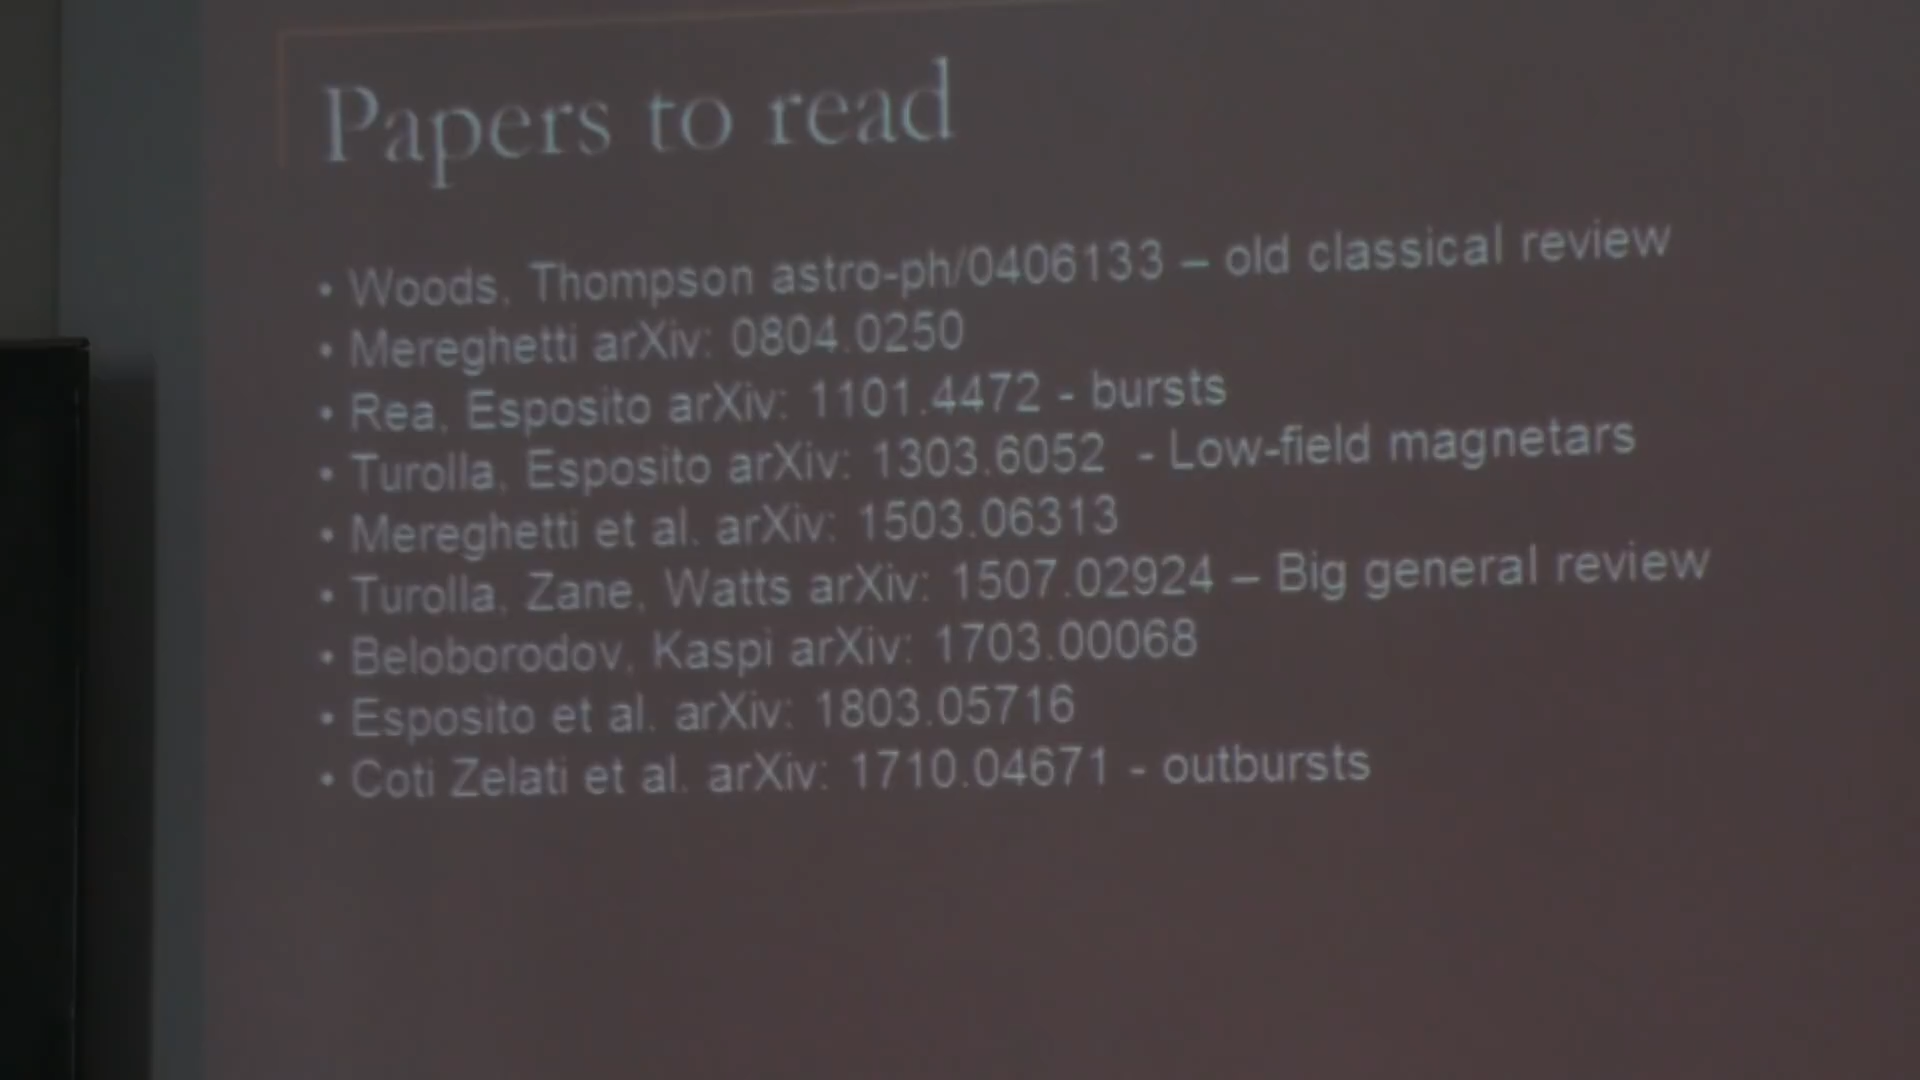 Papers to read
• Woods, Thompson astro-ph/0406133 – old classical review
• Mereghetti arXiv: 0804.0250
• Rea, Esposito arXiv: 1101.4472 - bursts
• Turolla, Esposito arXiv: 1303.6052 - Low-field magnetars
• Mereghetti et al. arXiv: 1503.06313
• Turolla, Zane, Watts arXiv: 1507.02924 – Big general review
• Beloborodov, Kaspi arXiv: 1703.00068
• Esposito et al. arXiv: 1803.05716
• Coti Zelati et al. arXiv: 1710.04671 - outbursts